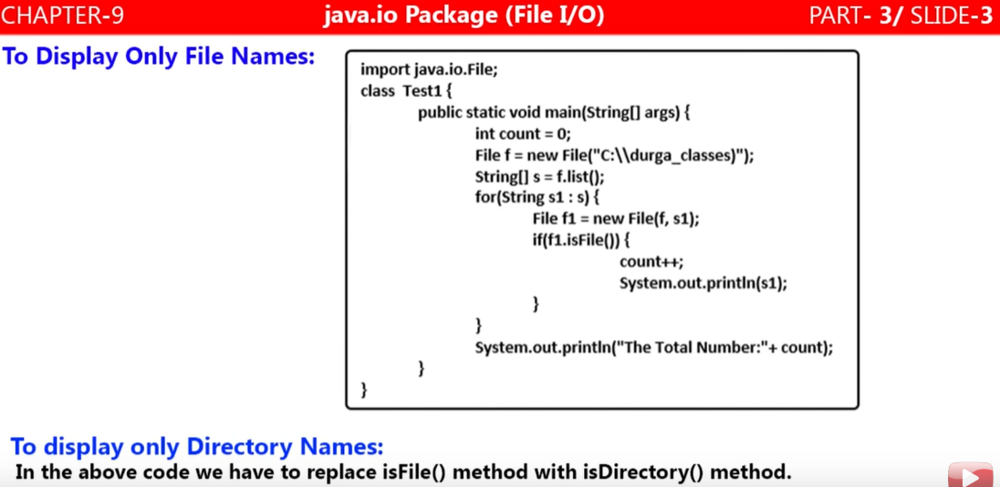 CHAPTER-9 java.io Package (File I/O) PART- 3/ SLIDE-3
To Display Only File Names:
import java.io.File;
class Test1 {
public static void main(String[] args) {
int count = 0;
File f = new File("C:\\durga_classes)");
String[] s = f.list();
for(String s1 : s) {
File f1 = new File(f, s1);
if(f1.isFile()) {
count++;
System.out.println(s1);
}
}
System.out.println("The Total Number:"+ count);
}
}
To display only Directory Names:
In the above code we have to replace isFile() method with isDirectory() method.